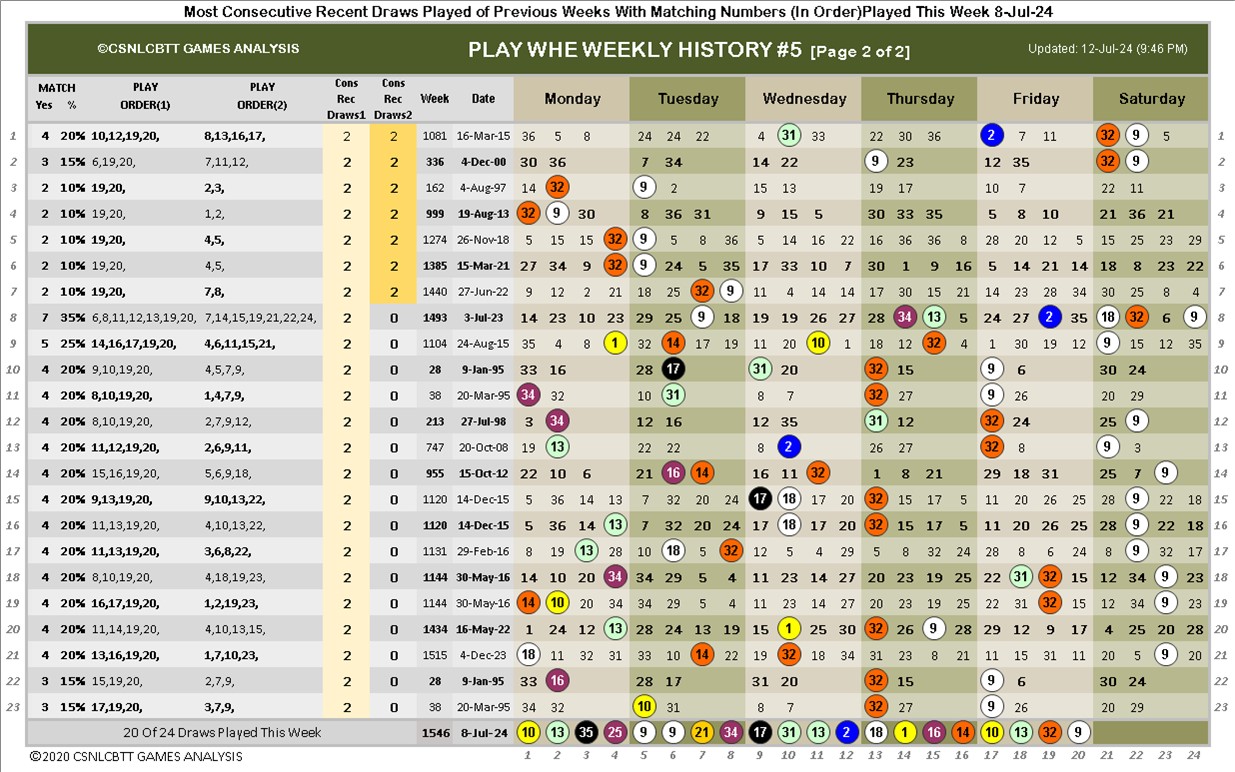 Most Consecutive Recent Draws Played of Previous Weeks With Matching Numbers (In Order)Played This Week 8-Jul-24
©CSNLCBTT GAMES ANALYSIS PLAY WHE WEEKLY HISTORY #5 [Page 2 of 2] Updated: 12-Jul-24 (9:46 PM)
MATCH Yes % PLAY ORDER(1) PLAY ORDER(2) Cons Rec Draws1 Cons Rec Draws2 Week Date Monday Tuesday Wednesday Thursday Friday Saturday
1 4 20% 10,12,19,20, 8,13,16,17, 2 2 1081 16-Mar-15 36 5 8 24 24 22 4 31 33 22 30 36 2 7 11 32 9 5 1
2 3 15% 6,19,20, 7,11,12, 2 2 336 4-Dec-00 30 36 7 34 14 22 9 23 12 35 32 9 2
3 2 10% 19,20, 2,3, 2 2 162 4-Aug-97 14 32 9 2 15 13 19 17 10 7 22 11 3
4 2 10% 19,20, 1,2, 2 2 999 19-Aug-13 32 9 30 8 36 31 9 15 5 30 33 35 5 8 10 21 36 21 4
5 2 10% 19,20, 4,5, 2 2 1274 26-Nov-18 5 15 15 32 9 5 8 36 5 14 16 22 16 36 36 8 28 20 12 5 15 25 23 29 5
6 2 10% 19,20, 4,5, 2 2 1385 15-Mar-21 27 34 9 32 9 24 5 35 17 33 10 7 30 1 9 16 5 14 21 14 18 8 23 22 6
7 2 10% 19,20, 7,8, 2 2 1440 27-Jun-22 9 12 2 21 18 25 32 9 11 4 14 14 17 30 15 21 14 23 28 34 30 25 8 4 7
8 7 35% 6,8,11,12,13,19,20, 7,14,15,19,21,22,24, 2 0 1493 3-Jul-23 14 23 10 23 29 25 9 18 19 19 26 27 28 34 13 5 24 27 2 35 18 32 6 9 8
9 5 25% 14,16,17,19,20, 4,6,11,15,21, 2 0 1104 24-Aug-15 35 4 8 1 32 14 17 19 11 20 10 1 18 12 32 4 1 30 19 12 9 15 12 35 9
10 4 20% 9,10,19,20, 4,5,7,9, 2 0 28 9-Jan-95 33 16 28 17 31 20 32 15 9 6 30 24 10
11 4 20% 8,10,19,20, 1,4,7,9, 2 0 38 20-Mar-95 34 32 10 31 8 7 32 27 9 26 20 29 11
12 4 20% 8,10,19,20, 2,7,9,12, 2 0 213 27-Jul-98 3 34 12 16 12 35 31 12 32 24 22 9 12
13 4 20% 11,12,19,20, 2,6,9,11, 2 0 747 20-Oct-08 19 13 22 22 8 2 26 27 32 8 9 3 13
14 4 20% 15,16,19,20, 5,6,9,18, 2 0 955 15-Oct-12 22 10 6 21 16 14 16 11 32 1 8 21 29 18 31 25 7 9 14
15 4 20% 9,13,19,20, 9,10,13,22, 2 0 1120 14-Dec-15 5 36 14 13 7 32 20 24 17 18 17 20 32 15 17 5 11 20 26 25 28 9 22 18 15
16 4 20% 11,13,19,20, 4,10,13,22, 2 0 1120 14-Dec-15 5 36 14 13 7 32 20 24 17 18 17 20 32 15 17 5 11 20 26 25 28 9 22 18 16
17 4 20% 11,13,19,20, 3,6,8,22, 2 0 1131 29-Feb-16 8 19 13 28 10 18 5 32 12 5 4 29 5 8 32 24 28 8 6 24 8 9 32 17 17
18 4 20% 8,10,19,20, 4,18,19,23, 2 0 1144 30-May-16 14 10 20 34 34 29 5 4 11 23 14 27 20 23 19 25 22 31 32 15 12 34 9 23 18
19 4 20% 16,17,19,20, 1,2,19,23, 2 0 1144 30-May-16 14 10 20 34 34 29 5 4 11 23 14 27 20 23 19 25 22 31 32 15 12 34 9 23 19
20 4 20% 11,14,19,20, 4,10,13,15, 2 0 1434 16-May-22 1 24 12 13 28 24 13 19 15 1 25 30 32 26 9 28 29 12 9 17 4 25 20 28 20
21 4 20% 13,16,19,20, 1,7,10,23, 2 0 1515 4-Dec-23 18 11 32 31 33 10 14 22 19 32 18 34 31 23 8 21 11 15 31 11 20 5 9 20 21
22 3 15% 15,19,20, 2,7,9, 2 0 28 9-Jan-95 33 16 28 17 31 20 32 15 9 6 30 24 22
23 3 15% 17,19,20, 3,7,9, 2 0 38 20-Mar-95 34 32 10 31 8 7 32 27 9 26 20 29 23
20 Of 24 Draws Played This Week 1546 8-Jul-24 10 13 35 25 9 9 21 34 17 31 13 2 18 1 16 14 10 13 32 9
©2020 CSNLCBTT GAMES ANALYSIS 1 2 3 4 5 6 7 8 9 10 11 12 13 14 15 16 17 18 19 20 21 22 23 24